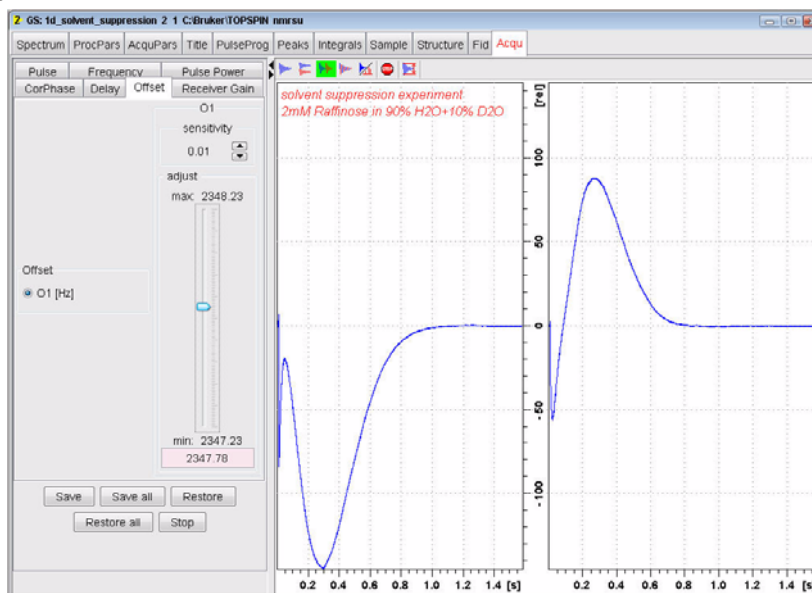 GS: 1d_solvent_suppression 2 1 C:\Bruker\TOPSPIN nmrsu
Spectrum ProcPars AcquPars Title PulseProg Peaks Integrals Sample Structure Fid Acqu
Pulse Frequency Pulse Power
CorPhase Delay Offset Receiver Gain
O1
sensitivity
0.01
adjust
max: 2348.23
Offset
O1 [Hz]
min: 2347.23
2347.78
Save Save all Restore
Restore all Stop
STOP
solvent suppression experiment
2mM Raffinose in 90% H2O+10% D2O
[rel]
100
50
0
-50
-100
0.2 0.4 0.6 0.8 1.0 1.2 1.4 [s]
0.2 0.4 0.6 0.8 1.0 1.2 1.4 [s]